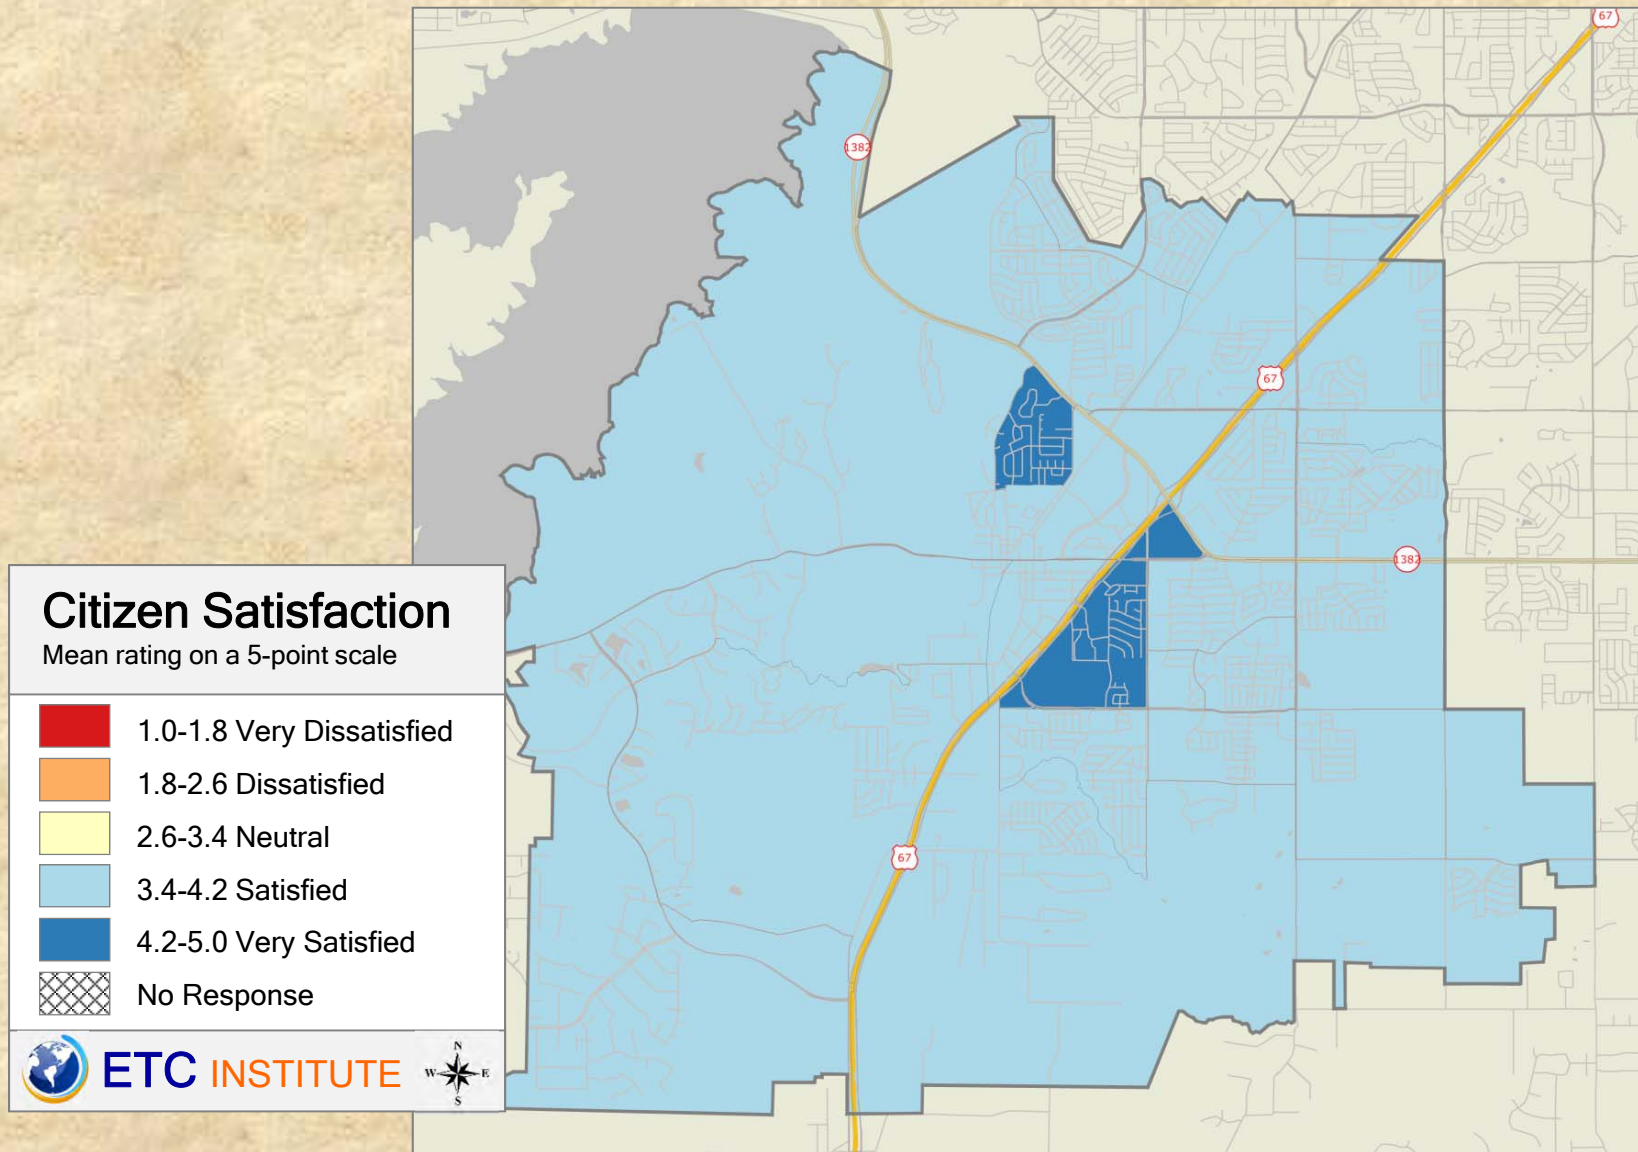 67
1382
67
1382
67
Citizen Satisfaction
Mean rating on a 5-point scale
1.0-1.8 Very Dissatisfied
1.8-2.6 Dissatisfied
2.6-3.4 Neutral
3.4-4.2 Satisfied
4.2-5.0 Very Satisfied
No Response
ETC INSTITUTE
N
W E
S